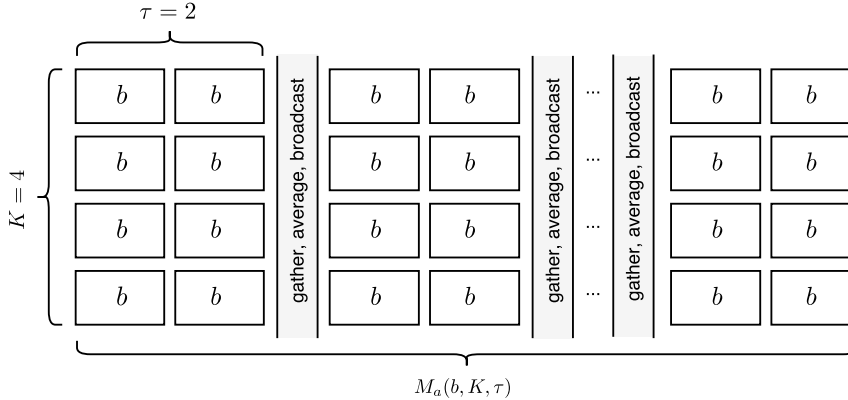 τ = 2
K = 4
b b gather, average, broadcast b b gather, average, broadcast ... gather, average, broadcast b b
b b b b ... b b
b b b b ... b b
b b b b ... b b
M_a(b, K, τ)